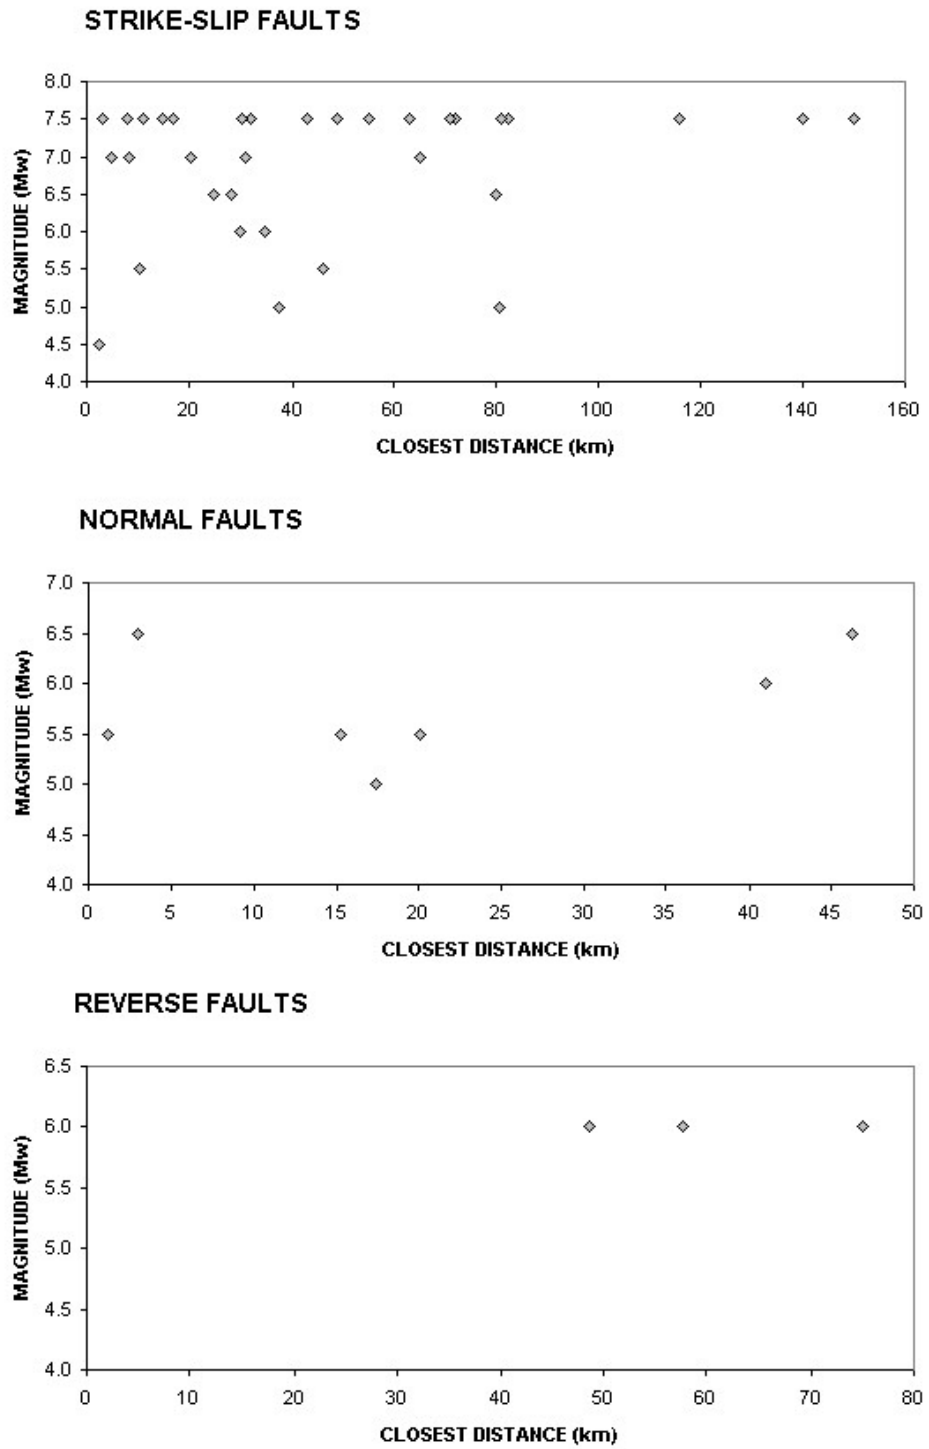 STRIKE-SLIP FAULTS
8.0
7.5
7.0
6.5
6.0
5.5
5.0
4.5
4.0
MAGNITUDE (Mw)
0 20 40 60 80 100 120 140 160
CLOSEST DISTANCE (km)
NORMAL FAULTS
7.0
6.5
6.0
5.5
5.0
4.5
4.0
MAGNITUDE (Mw)
0 5 10 15 20 25 30 35 40 45 50
CLOSEST DISTANCE (km)
REVERSE FAULTS
6.5
6.0
5.5
5.0
4.5
4.0
MAGNITUDE (Mw)
0 10 20 30 40 50 60 70 80
CLOSEST DISTANCE (km)